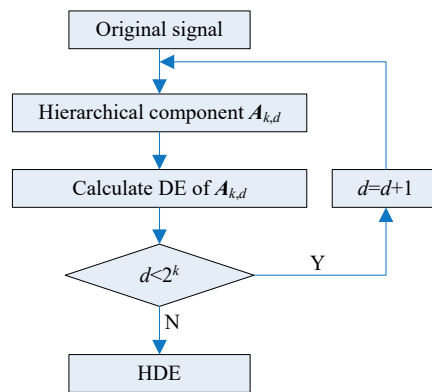 Original signal
Hierarchical component A_{k,d}
Calculate DE of A_{k,d}
d=d+1
d<2^k
Y
N
HDE